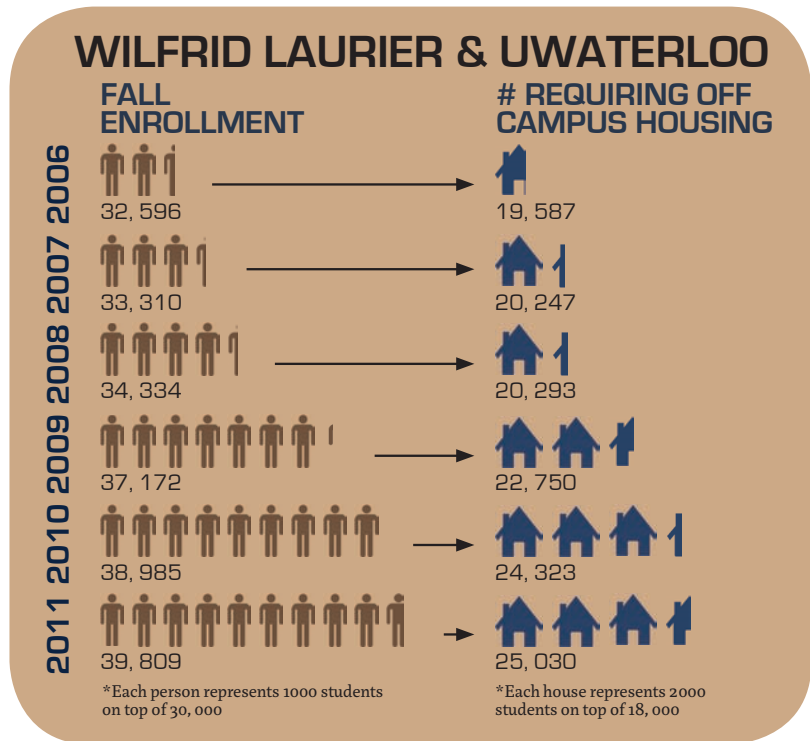 WILFRID LAURIER & UWATERLOO
FALL
ENROLLMENT
# REQUIRING OFF
CAMPUS HOUSING
2006
32, 596
19, 587
2007
33, 310
20, 247
2008
34, 334
20, 293
2009
37, 172
22, 750
2010
38, 985
24, 323
2011
39, 809
25, 030
*Each person represents 1000 students
on top of 30, 000
*Each house represents 2000
students on top of 18, 000